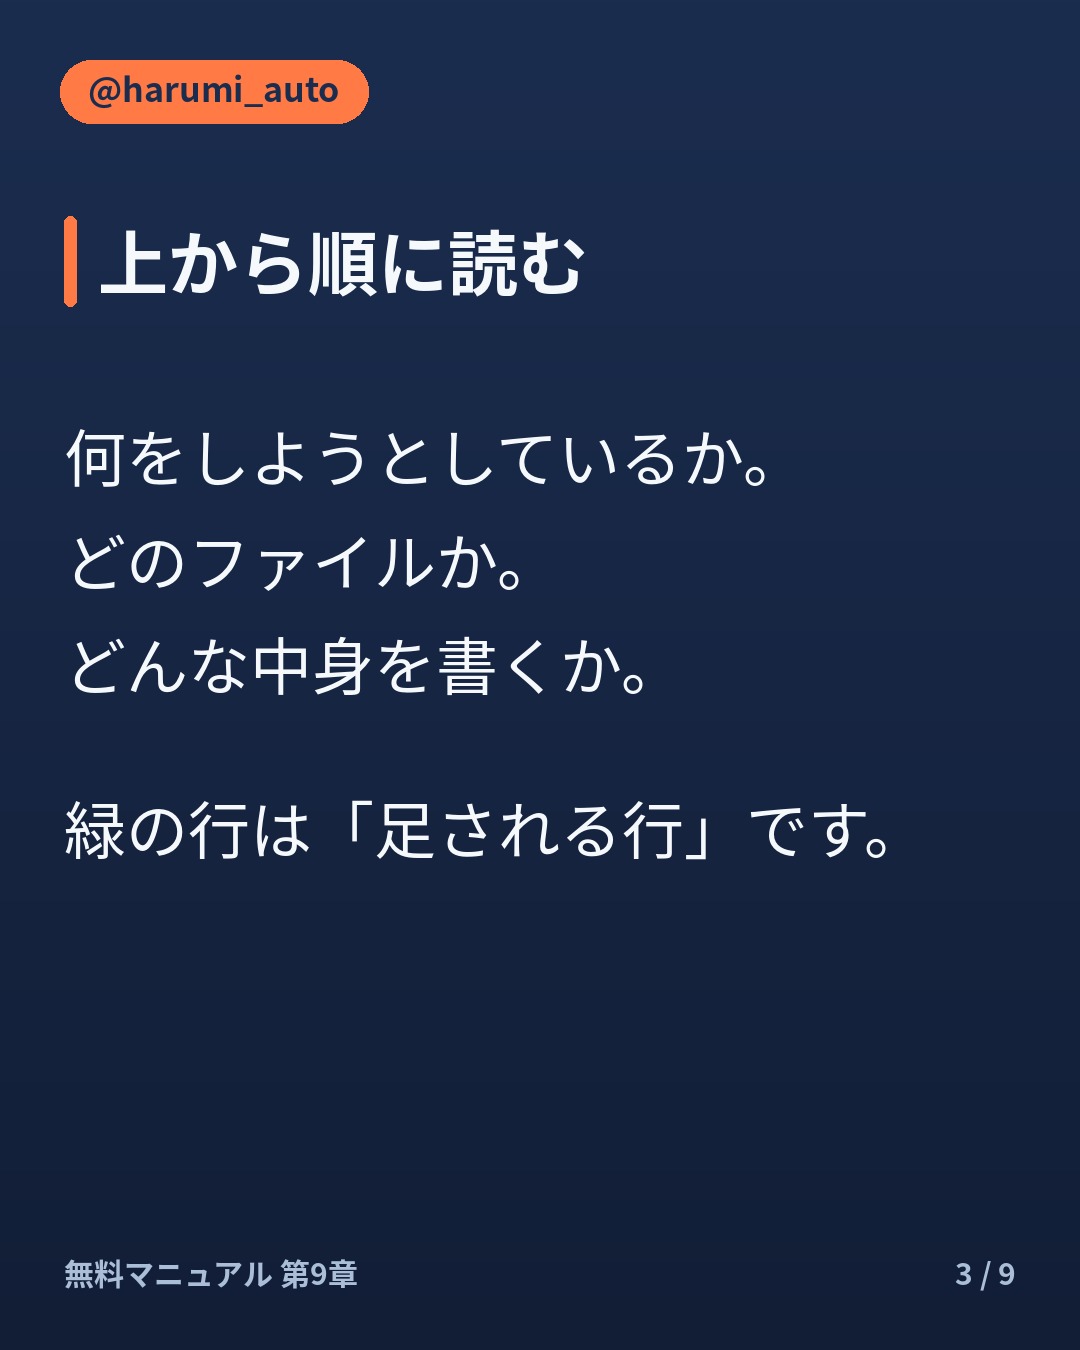 @harumi_auto
上から順に読む
何をしようとしているか。
どのファイルか。
どんな中身を書くか。
緑の行は「足される行」です。
無料マニュアル 第9章
3 / 9